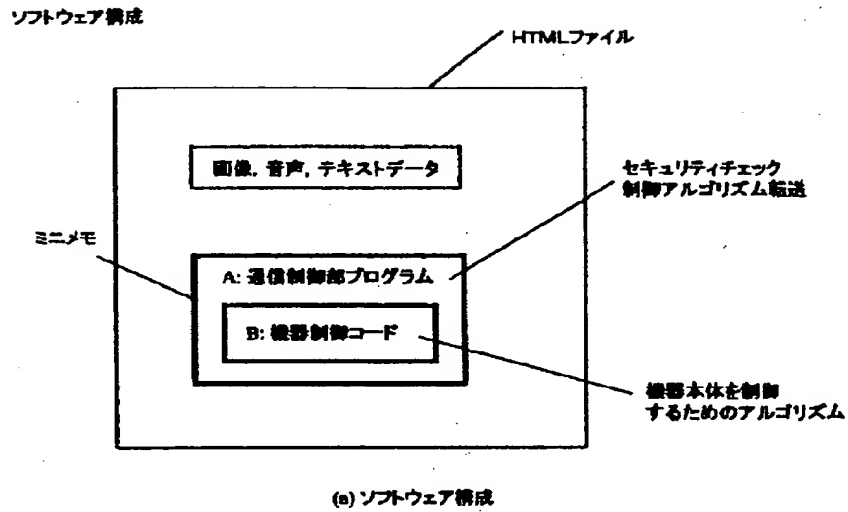 ソフトウェア構成
HTMLファイル
画像, 音声, テキストデータ
セキュリティチェック
制御アルゴリズム転送
ミニメモ
A: 通信制御部プログラム
B: 機器制御コード
機器本体を制御
するためのアルゴリズム
(a) ソフトウェア構成